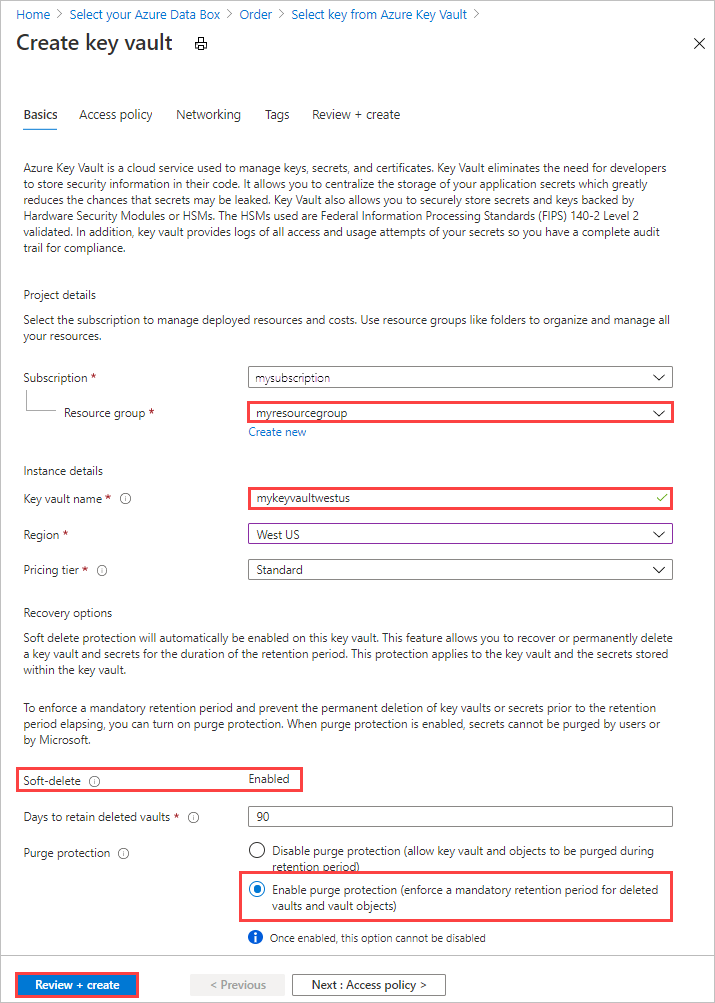 Home > Select your Azure Data Box > Order > Select key from Azure Key Vault >
Create key vault
Basics Access policy Networking Tags Review + create
Azure Key Vault is a cloud service used to manage keys, secrets, and certificates. Key Vault eliminates the need for developers
to store security information in their code. It allows you to centralize the storage of your application secrets which greatly
reduces the chances that secrets may be leaked. Key Vault also allows you to securely store secrets and keys backed by
Hardware Security Modules or HSMs. The HSMs used are Federal Information Processing Standards (FIPS) 140-2 Level 2
validated. In addition, key vault provides logs of all access and usage attempts of your secrets so you have a complete audit
trail for compliance.
Project details
Select the subscription to manage deployed resources and costs. Use resource groups like folders to organize and manage all
your resources.
Subscription * mysubscription
Resource group * myresourcegroup
Create new
Instance details
Key vault name * mykeyvaultwestus
Region * West US
Pricing tier * Standard
Recovery options
Soft delete protection will automatically be enabled on this key vault. This feature allows you to recover or permanently delete
a key vault and secrets for the duration of the retention period. This protection applies to the key vault and the secrets stored
within the key vault.
To enforce a mandatory retention period and prevent the permanent deletion of key vaults or secrets prior to the retention
period elapsing, you can turn on purge protection. When purge protection is enabled, secrets cannot be purged by users or
by Microsoft.
Soft-delete Enabled
Days to retain deleted vaults * 90
Purge protection Disable purge protection (allow key vault and objects to be purged during
retention period)
Enable purge protection (enforce a mandatory retention period for deleted
vaults and vault objects)
Once enabled, this option cannot be disabled
Review + create < Previous Next : Access policy >